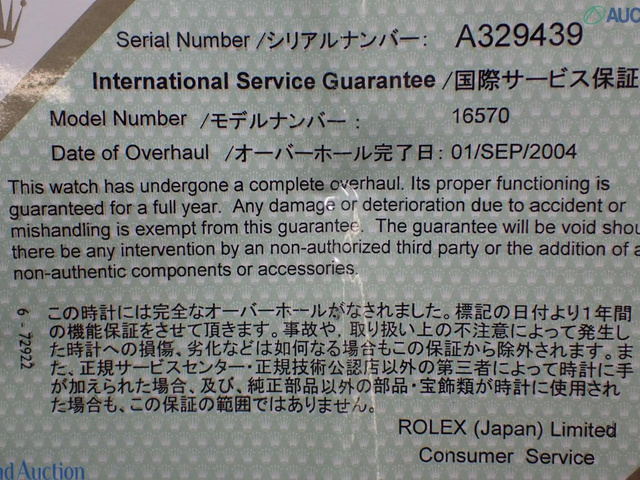 AUC
Serial Number /シリアルナンバー: A329439
International Service Guarantee /国際サービス保証
Model Number /モデルナンバー : 16570
Date of Overhaul /オーバーホール完了日: 01/SEP/2004
This watch has undergone a complete overhaul. Its proper functioning is
guaranteed for a full year. Any damage or deterioration due to accident or
mishandling is exempt from this guarantee. The guarantee will be void shou
there be any intervention by an non-authorized third party or the addition of a
non-authentic components or accessories.
6-72922
この時計には完全なオーバーホールがなされました。標記の日付より1年間
の機能保証をさせて頂きます。事故や、取り扱い上の不注意によって発生し
た時計への損傷、劣化などは如何なる場合もこの保証から除外されます。ま
た、正規サービスセンター・正規技術公認店以外の第三者によって時計に手
が加えられた場合、及び、純正部品以外の部品・宝飾類が時計に使用され
た場合も、この保証の範囲ではありません。
ROLEX (Japan) Limited
Consumer Service
nd Auction